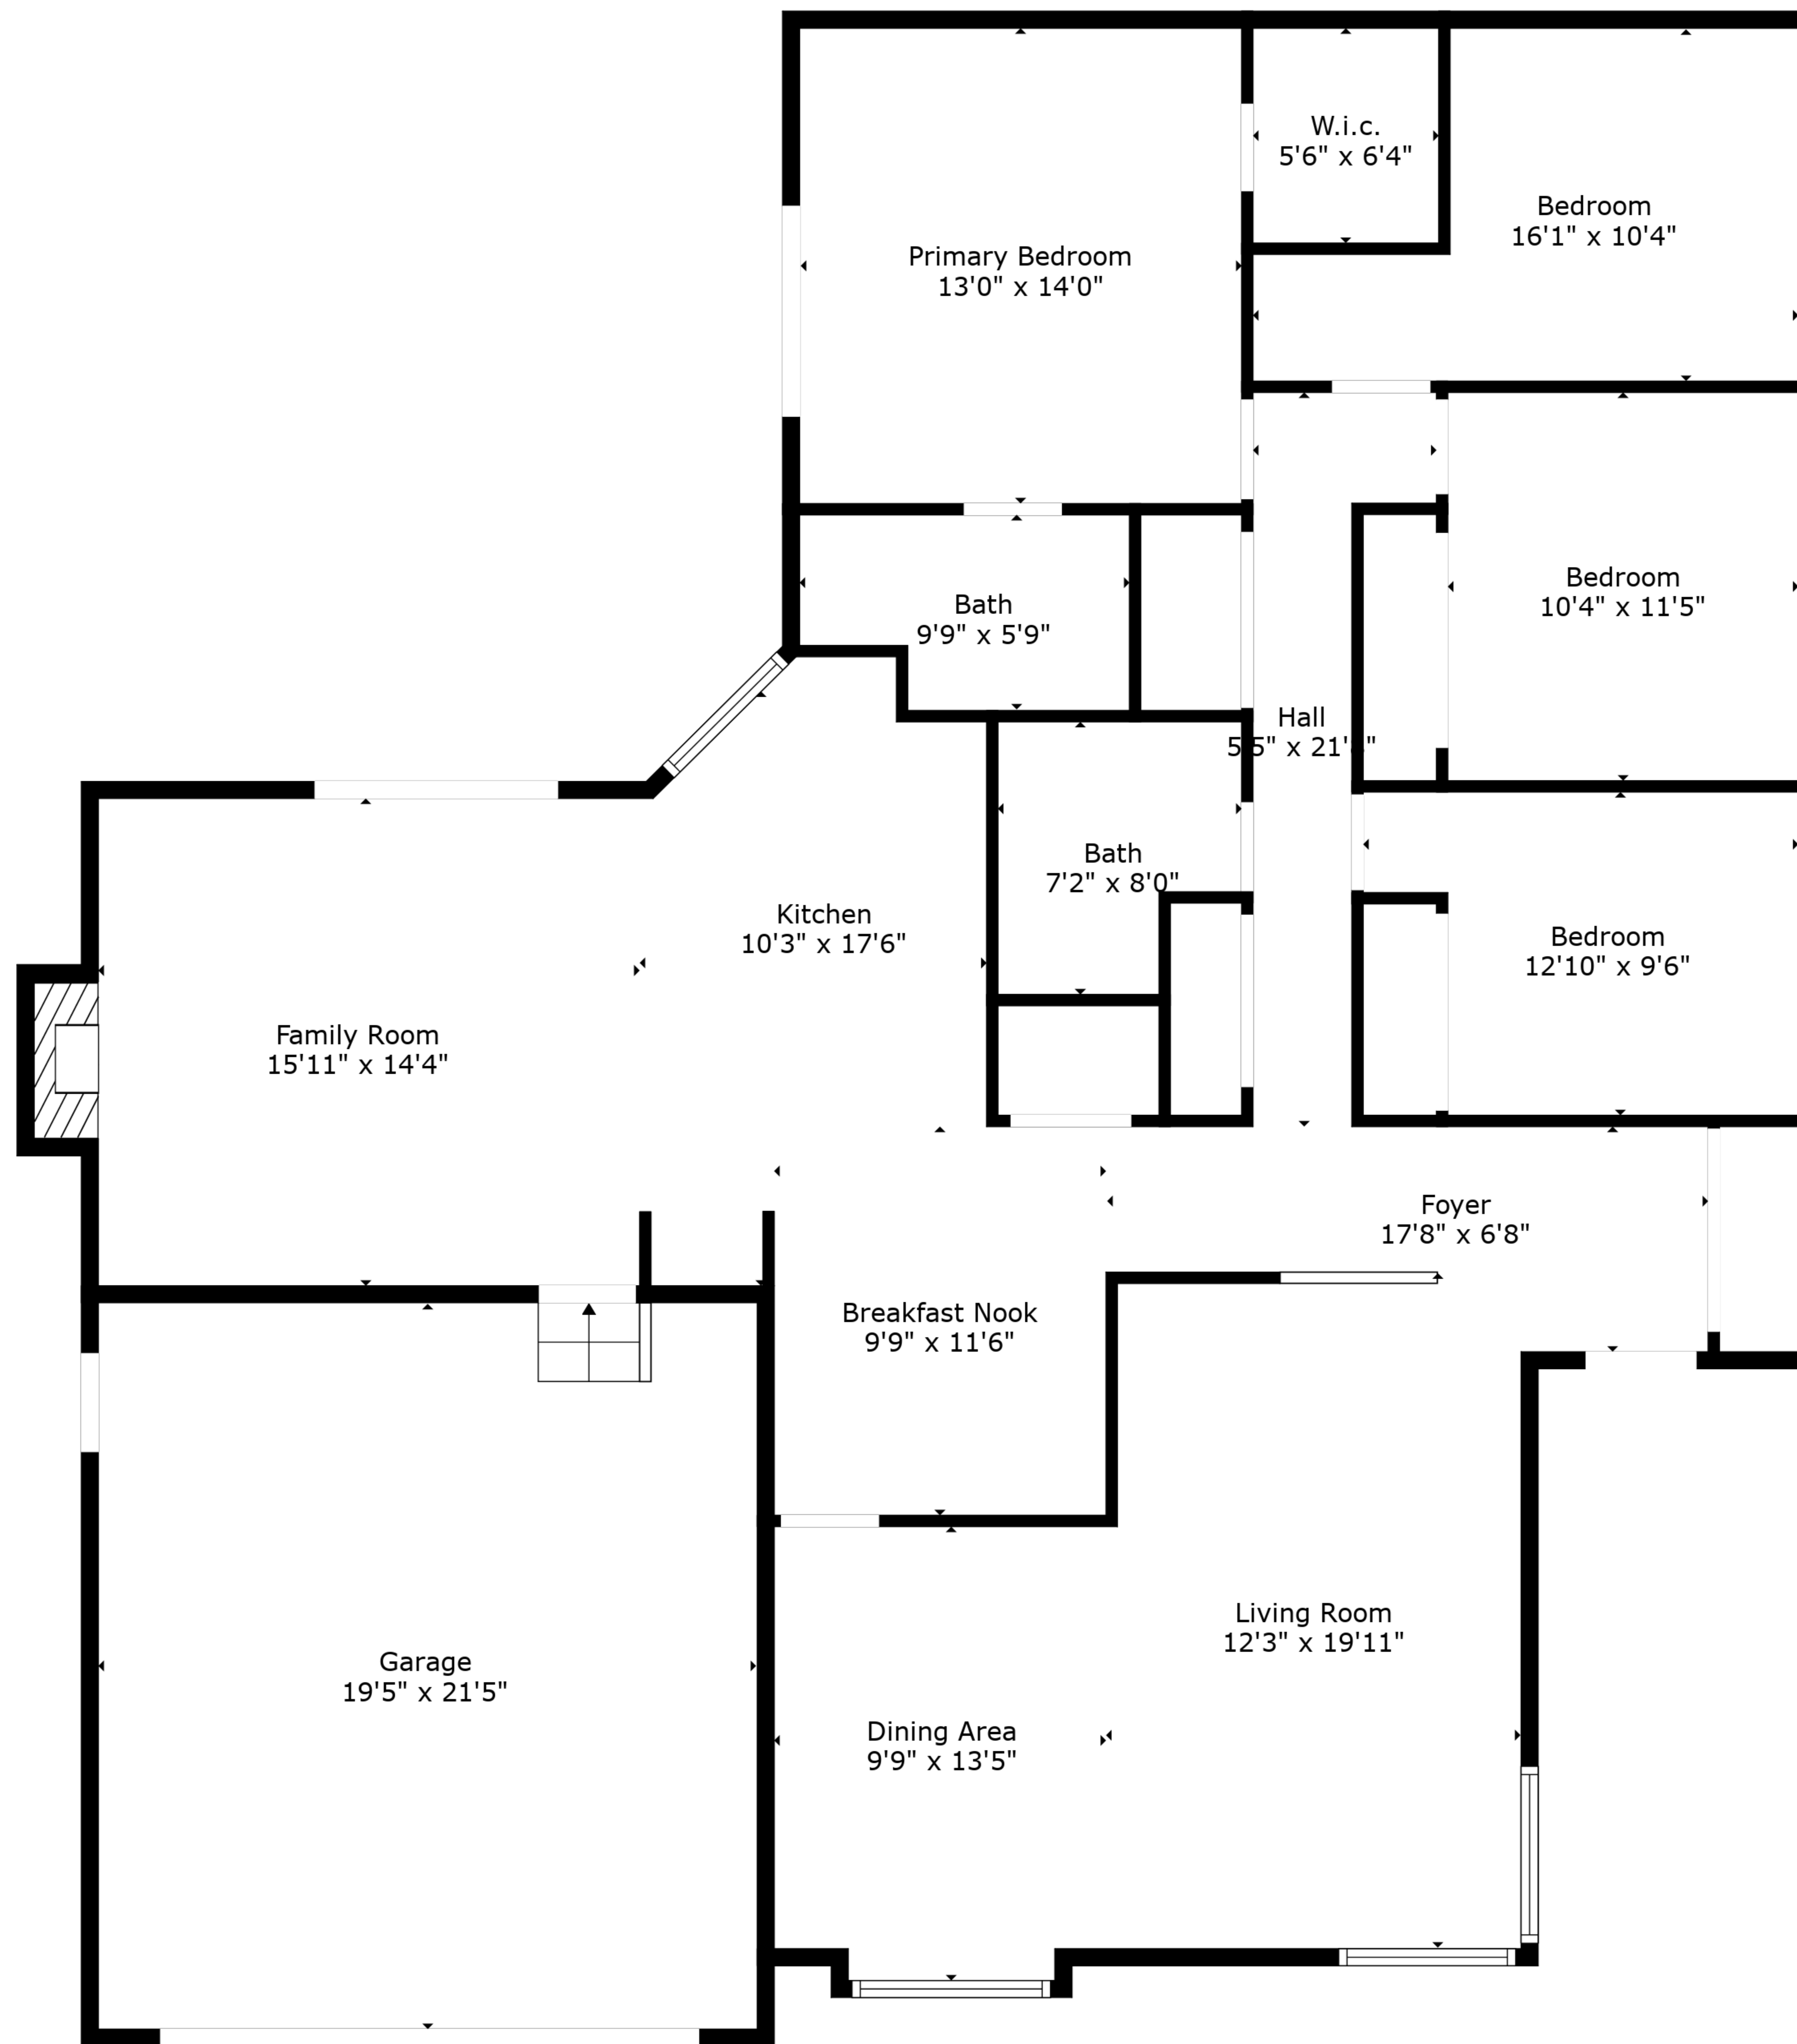 W.i.c.
5'6" x 6'4"
Bedroom
16'1" x 10'4"
Primary Bedroom
13'0" x 14'0"
Bedroom
10'4" x 11'5"
Bath
9'9" x 5'9"
Hall
5'5" x 21'
Bath
7'2" x 8'0"
Kitchen
10'3" x 17'6"
Bedroom
12'10" x 9'6"
Family Room
15'11" x 14'4"
Foyer
17'8" x 6'8"
Breakfast Nook
9'9" x 11'6"
Living Room
12'3" x 19'11"
Garage
19'5" x 21'5"
Dining Area
9'9" x 13'5"